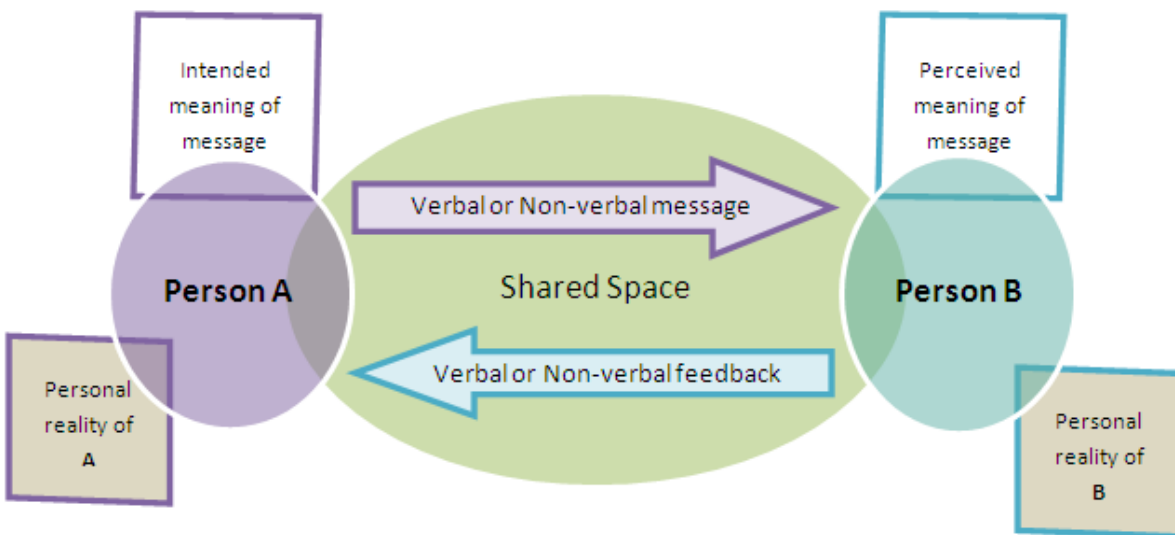 Intended
meaning of
message
Perceived
meaning of
message
Verbal or Non-verbal message
Person A
Shared Space
Person B
Verbal or Non-verbal feedback
Personal
reality of
A
Personal
reality of
B